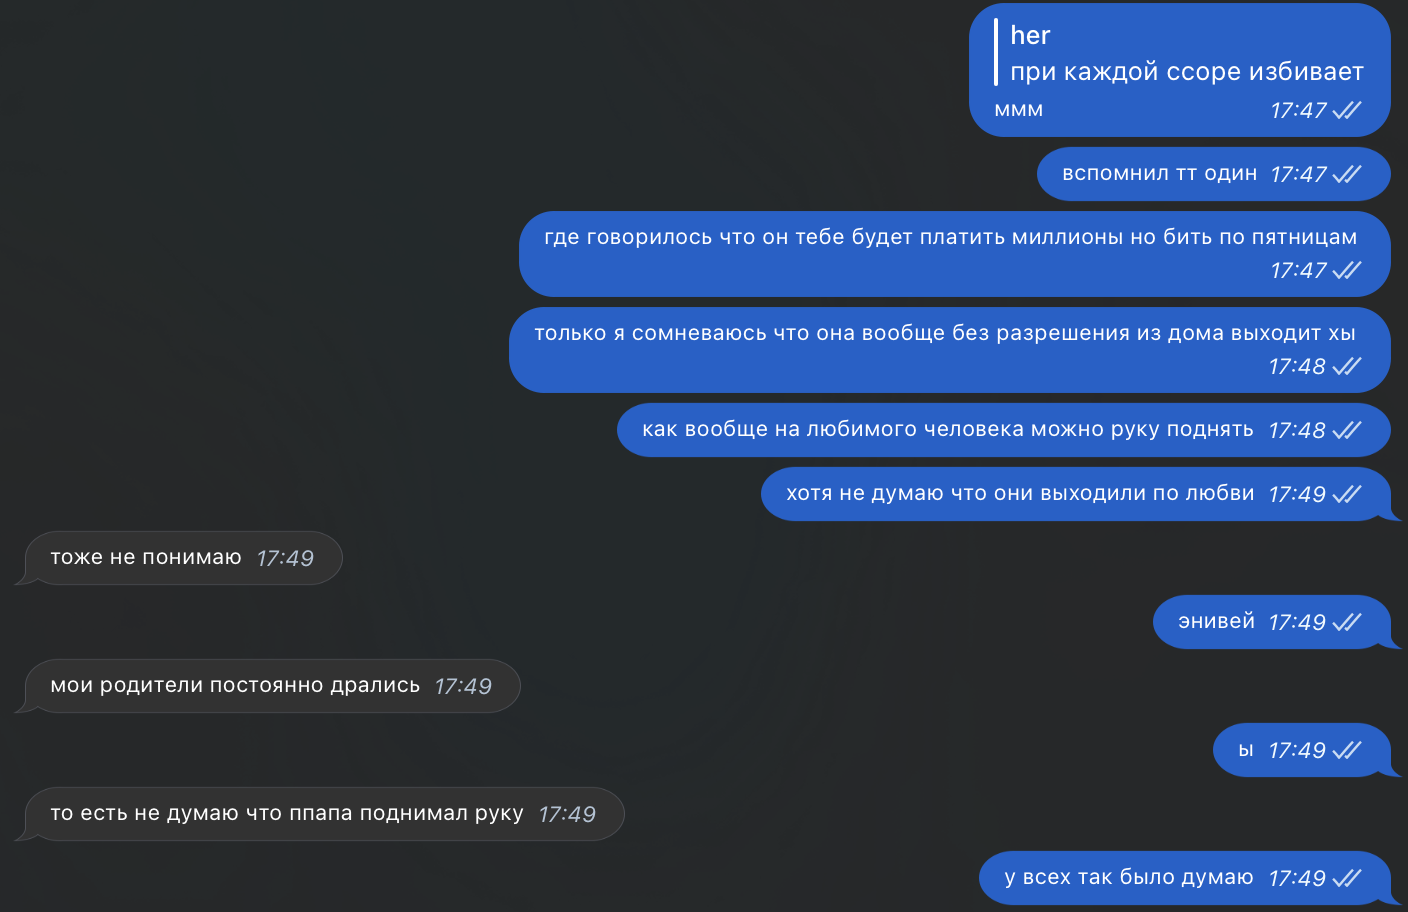 her
при каждой ссоре избивает
ммм 17:47
вспомнил тт один 17:47
где говорилось что он тебе будет платить миллионы но бить по пятницам
17:47
только я сомневаюсь что она вообще без разрешения из дома выходит хы
17:48
как вообще на любимого человека можно руку поднять 17:48
хотя не думаю что они выходили по любви 17:49
тоже не понимаю 17:49
энивей 17:49
мои родители постоянно дрались 17:49
ы 17:49
то есть не думаю что ппапа поднимал руку 17:49
у всех так было думаю 17:49